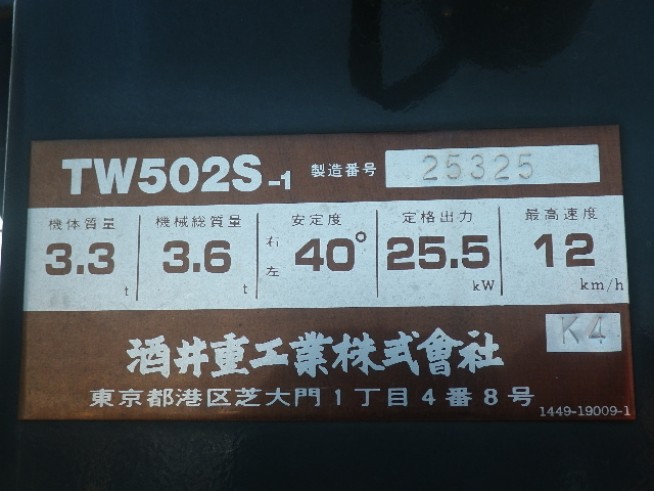 TW502S-1 製造番号 25325
機体質量 機械総質量 安定度 定格出力 最高速度
3.3 t 3.6 t 右左 40° 25.5 kW 12 km/h
K4
酒井重工業株式會社
東京都港区芝大門1丁目4番8号
1449-19009-1